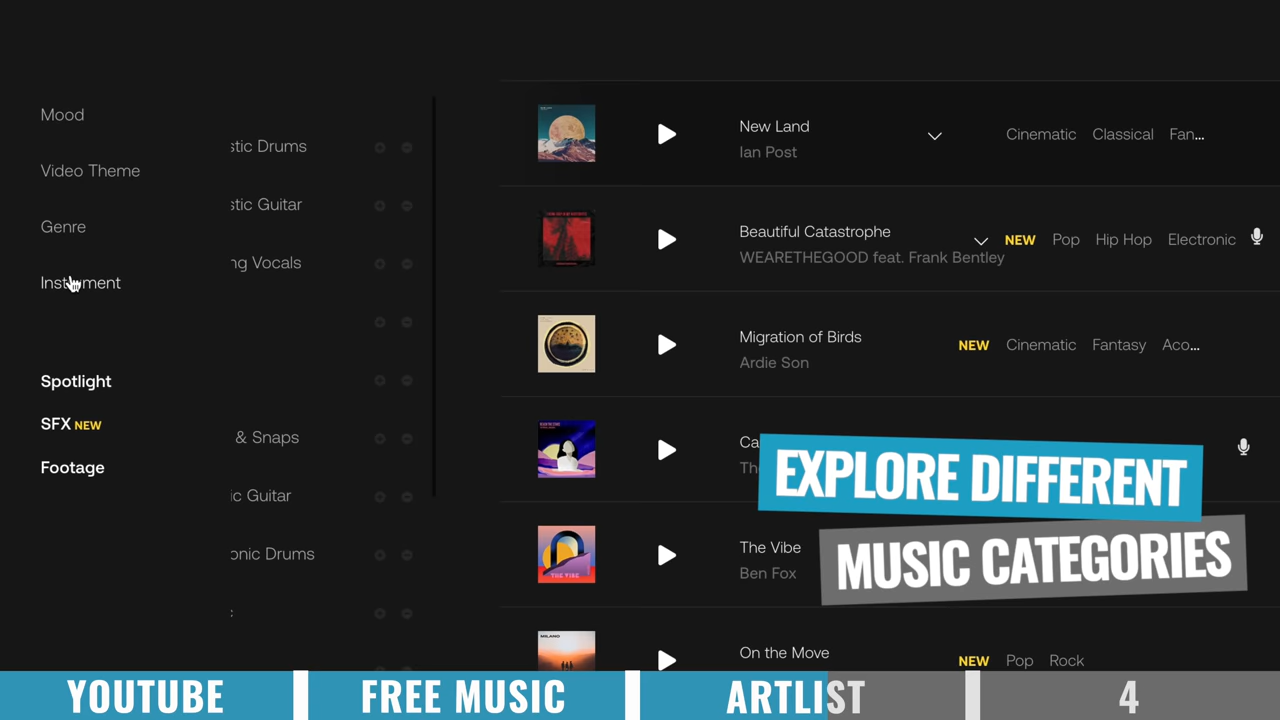 Mood
Video Theme
Genre
Instrument
Spotlight
SFX NEW
Footage
stic Drums
stic Guitar
ng Vocals
& Snaps
ic Guitar
onic Drums
New Land
Ian Post
Cinematic Classical Fan...
Beautiful Catastrophe
WEARETHEGOOD feat. Frank Bentley
NEW Pop Hip Hop Electronic
Migration of Birds
Ardie Son
NEW Cinematic Fantasy Aco...
Ca
Th
The Vibe
Ben Fox
THE VIBE
MILANO
On the Move
NEW Pop Rock
EXPLORE DIFFERENT
MUSIC CATEGORIES
YOUTUBE FREE MUSIC ARTLIST 4